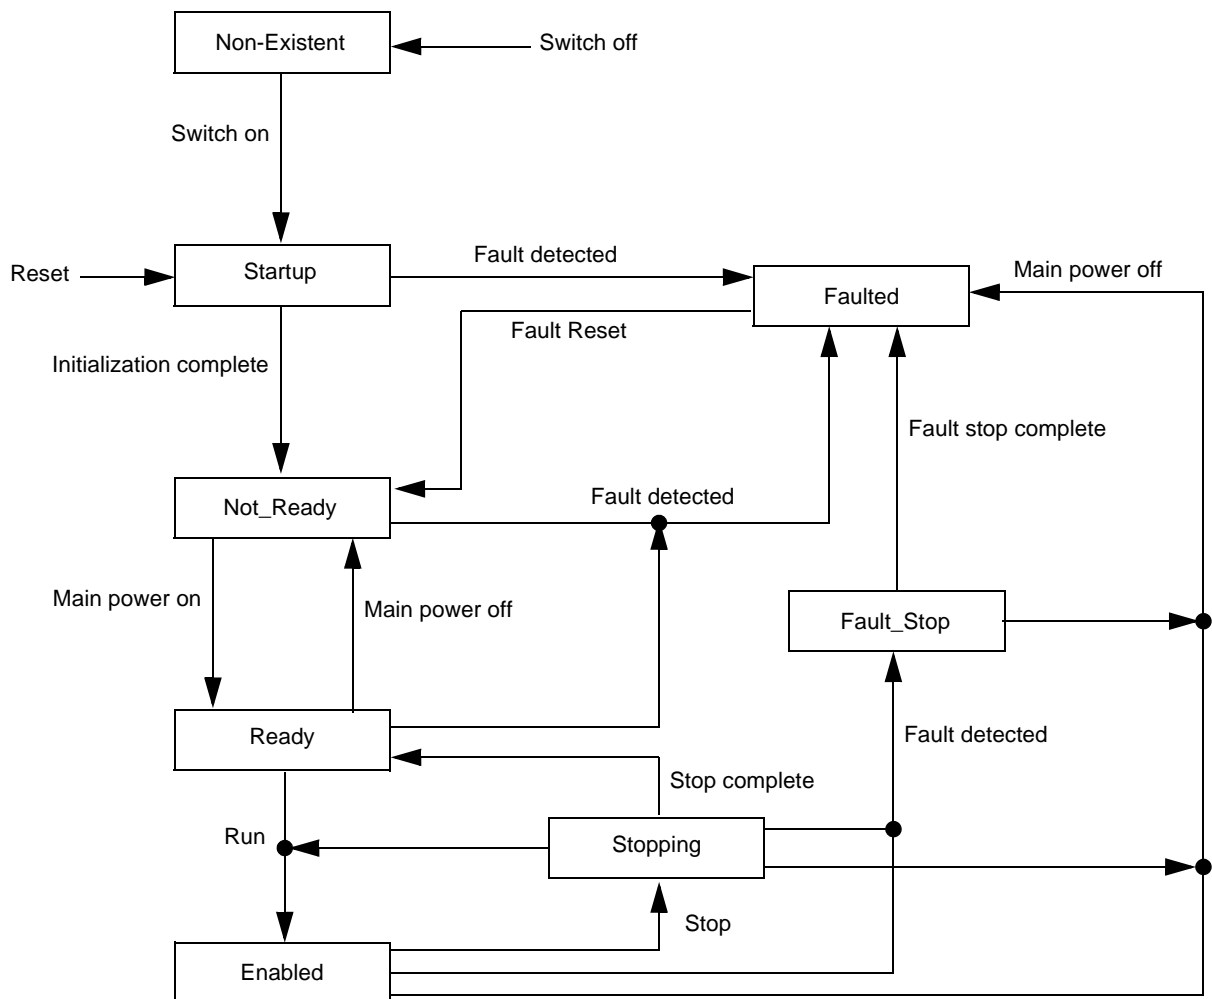 Non-Existent
Switch off
Switch on
Reset
Startup
Fault detected
Main power off
Faulted
Fault Reset
Initialization complete
Fault stop complete
Not_Ready
Fault detected
Main power on
Main power off
Fault_Stop
Ready
Fault detected
Stop complete
Run
Stopping
Stop
Enabled